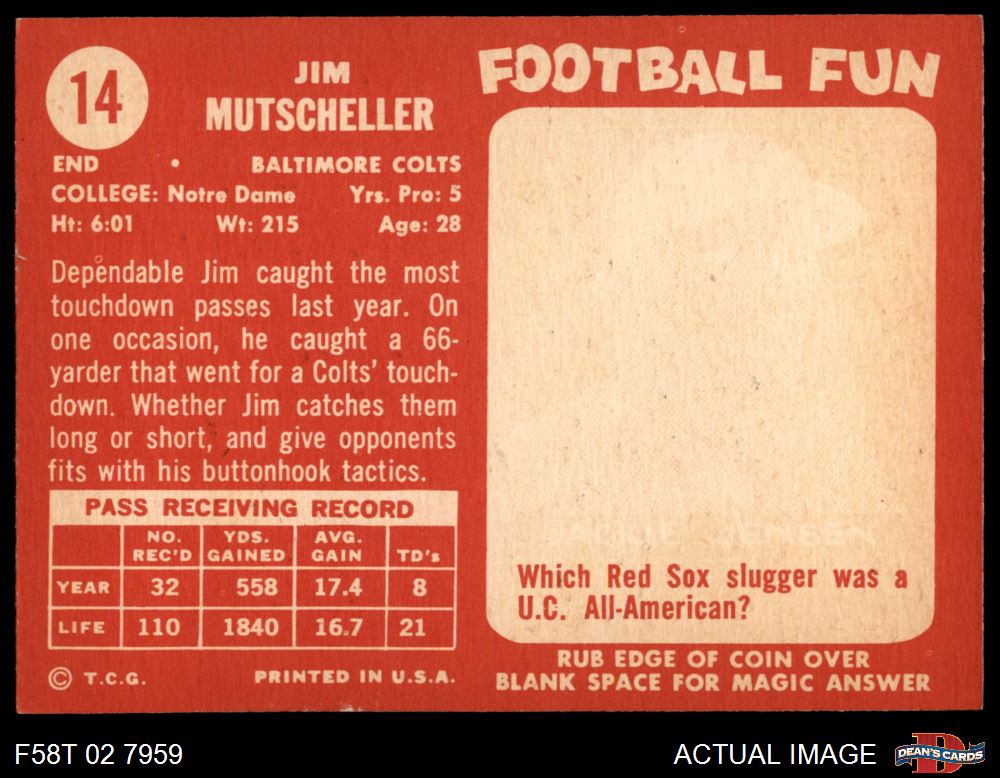 14
JIM
MUTSCHELLER
END • BALTIMORE COLTS
COLLEGE: Notre Dame Yrs. Pro: 5
Ht: 6:01 Wt: 215 Age: 28
Dependable Jim caught the most
touchdown passes last year. On
one occasion, he caught a 66-
yarder that went for a Colts' touch-
down. Whether Jim catches them
long or short, and give opponents
fits with his buttonhook tactics.
PASS RECEIVING RECORD
NO. REC'D YDS. GAINED AVG. GAIN TD's
YEAR 32 558 17.4 8
LIFE 110 1840 16.7 21
© T.C.G. PRINTED IN U.S.A.
FOOTBALL FUN
JACKIE JENSEN
Which Red Sox slugger was a
U.C. All-American?
RUB EDGE OF COIN OVER
BLANK SPACE FOR MAGIC ANSWER
F58T 02 7959
ACTUAL IMAGE
DEAN'S CARDS